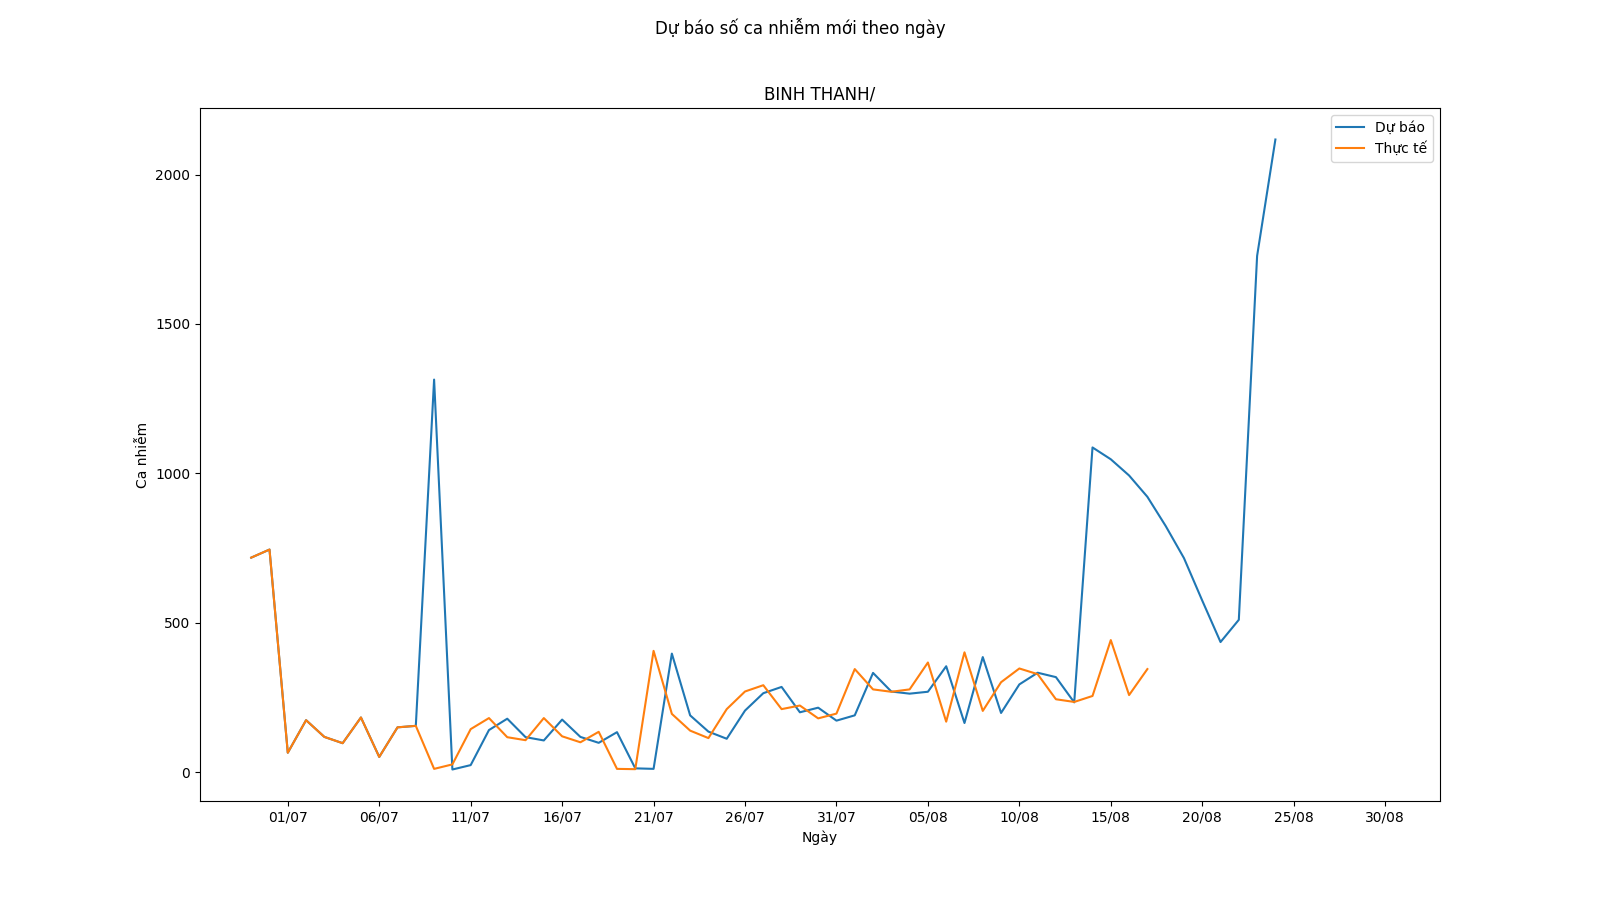 Dự báo số ca nhiễm mới theo ngày
BINH THANH/
Dự báo
Thực tế
2000
1500
1000
500
0
Ca nhiễm
01/07 06/07 11/07 16/07 21/07 26/07 31/07 05/08 10/08 15/08 20/08 25/08 30/08
Ngày